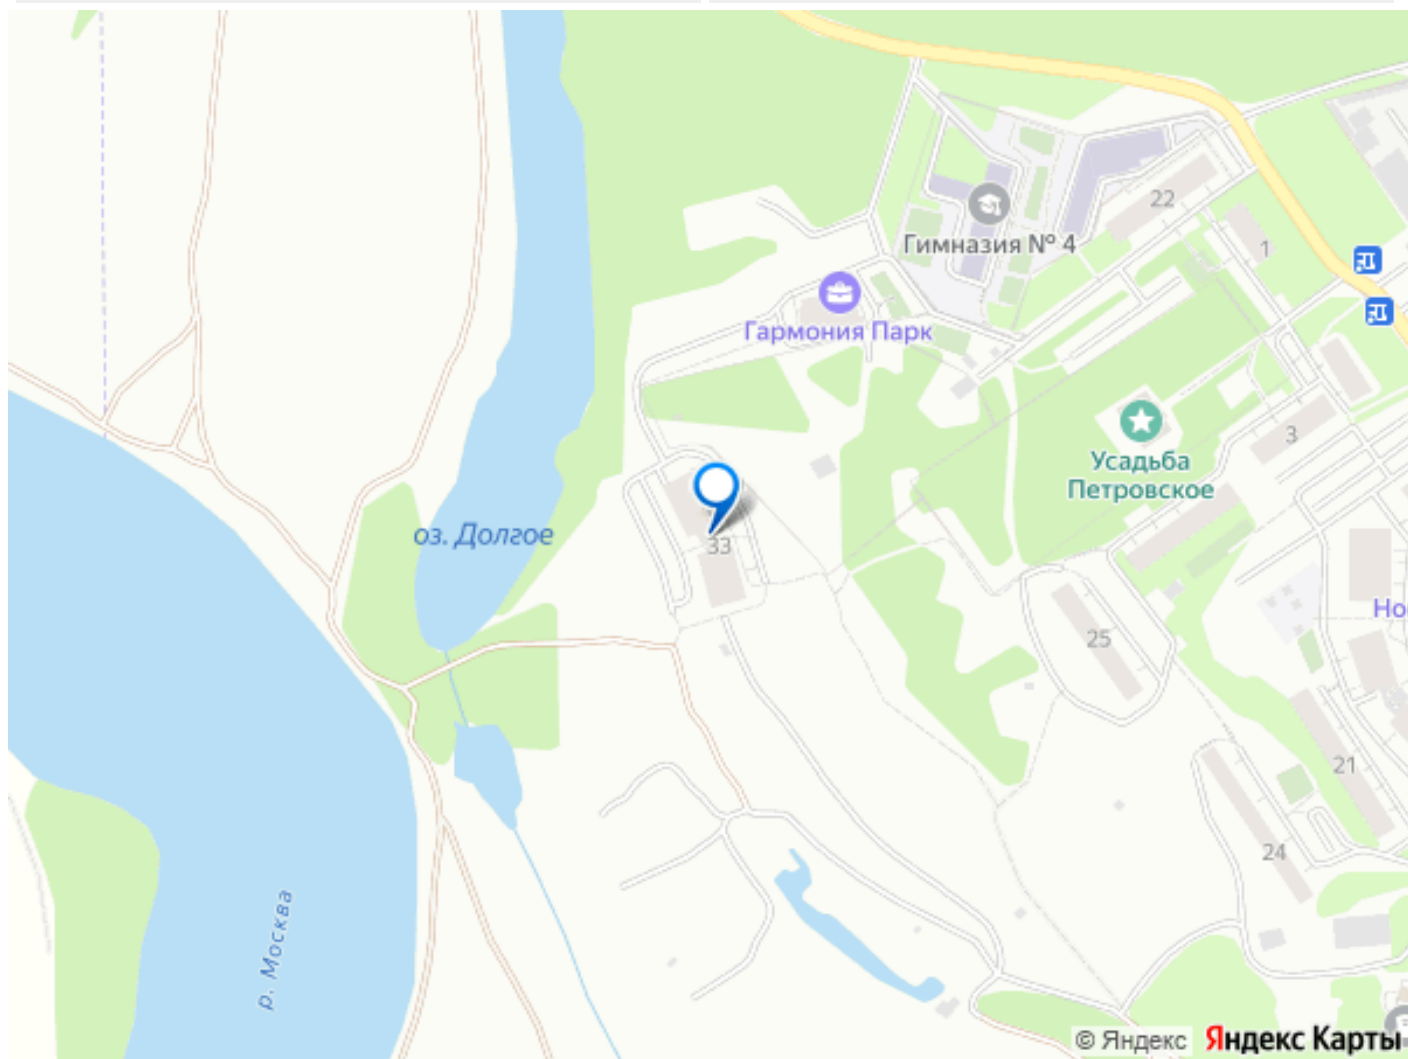 22
Гимназия № 4
1
Гармония Парк
3
Усадьба
Петровское
оз. Долгое
33
Но
25
21
24
р. Москва
© Яндекс
Яндекс Карты